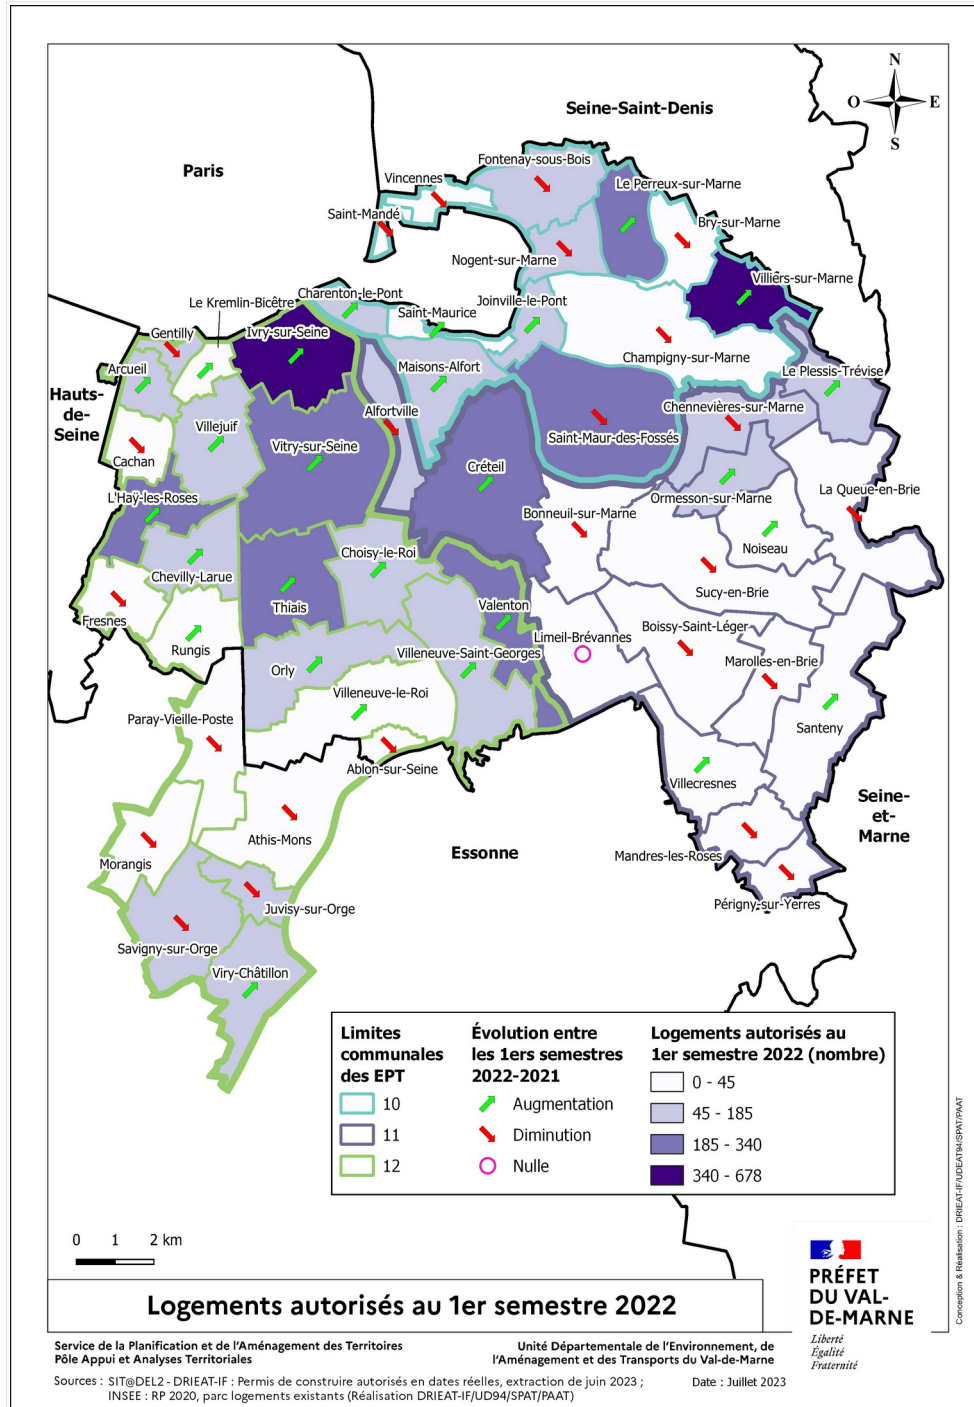 N
O
E
S
Seine-Saint-Denis
Paris
Hauts-
de-
Seine
Essonne
Seine-
et-
Marne
Fontenay-sous-Bois
Vincennes
Le Perreux-sur-Marne
Saint-Mandé
Bry-sur-Marne
Nogent-sur-Marne
Villiers-sur-Marne
Charenton-le-Pont
Joinville-le-Pont
Le Kremlin-Bicêtre
Saint-Maurice
Gentilly
Ivry-sur-Seine
Champigny-sur-Marne
Arcueil
Maisons-Alfort
Le Plessis-Trévise
Alfortville
Chennevières-sur-Marne
Villejuif
Vitry-sur-Seine
Saint-Maur-des-Fossés
Cachan
Créteil
L'Haÿ-les-Roses
Ormesson-sur-Marne
La Queue-en-Brie
Bonneuil-sur-Marne
Noiseau
Choisy-le-Roi
Chevilly-Larue
Sucy-en-Brie
Thiais
Valenton
Fresnes
Boissy-Saint-Léger
Limeil-Brévannes
Rungis
Villeneuve-Saint-Georges
Marolles-en-Brie
Orly
Villeneuve-le-Roi
Paray-Vieille-Poste
Santeny
Ablon-sur-Seine
Villecresnes
Athis-Mons
Mandres-les-Roses
Morangis
Périgny-sur-Yerres
Juvisy-sur-Orge
Savigny-sur-Orge
Viry-Châtillon
Limites
communales
des EPT
10
11
12
Évolution entre
les 1ers semestres
2022-2021
Augmentation
Diminution
Nulle
Logements autorisés au
1er semestre 2022 (nombre)
0 - 45
45 - 185
185 - 340
340 - 678
0 1 2 km
Logements autorisés au 1er semestre 2022
PRÉFET
DU VAL-
DE-MARNE
Liberté
Égalité
Fraternité
Conception & Réalisation : DRIEAT-IF/UDEAT94/SPAT/PAAT
Service de la Planification et de l'Aménagement des Territoires
Pôle Appui et Analyses Territoriales
Unité Départementale de l'Environnement, de
l'Aménagement et des Transports du Val-de-Marne
Sources : SIT@DEL2 - DRIEAT-IF : Permis de construire autorisés en dates réelles, extraction de juin 2023 ;
INSEE : RP 2020, parc logements existants (Réalisation DRIEAT-IF/UD94/SPAT/PAAT)
Date : Juillet 2023